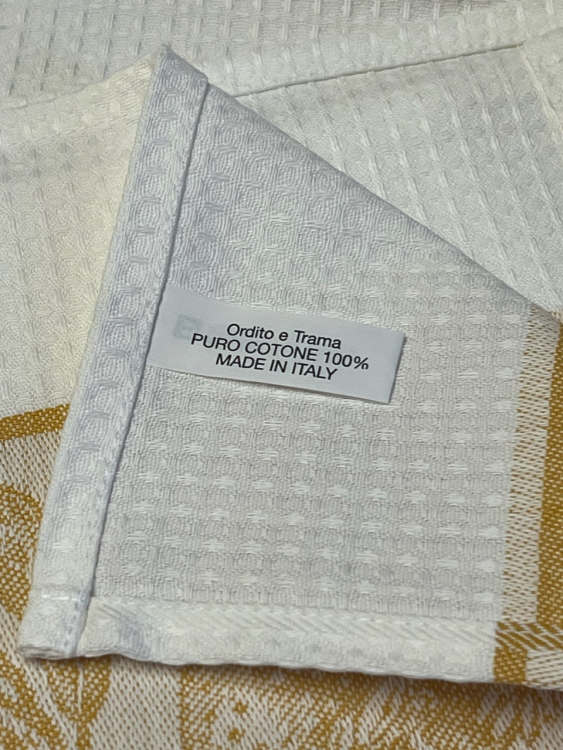 Ordito e Trama
PURO COTONE 100%
MADE IN ITALY